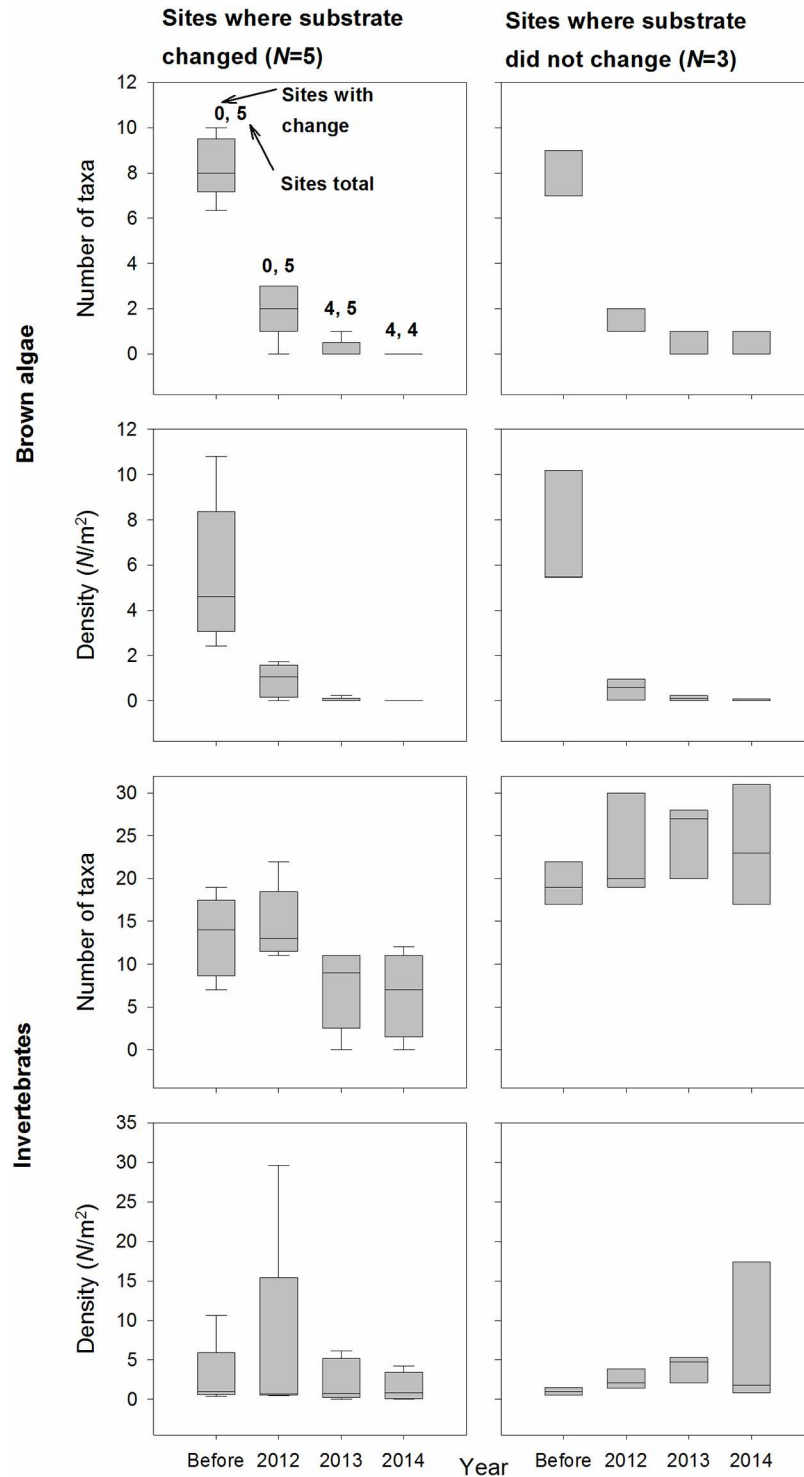 Sites where substrate
changed (N=5)
Sites where substrate
did not change (N=3)
Brown algae
Number of taxa
12
10
8
6
4
2
0
0, 5
Sites with
change
Sites total
0, 5
4, 5
4, 4
Density (N/m²)
12
10
8
6
4
2
0
Invertebrates
Number of taxa
30
25
20
15
10
5
0
Density (N/m²)
35
30
25
20
15
10
5
0
Before 2012 2013 2014
Before 2012 2013 2014
Year